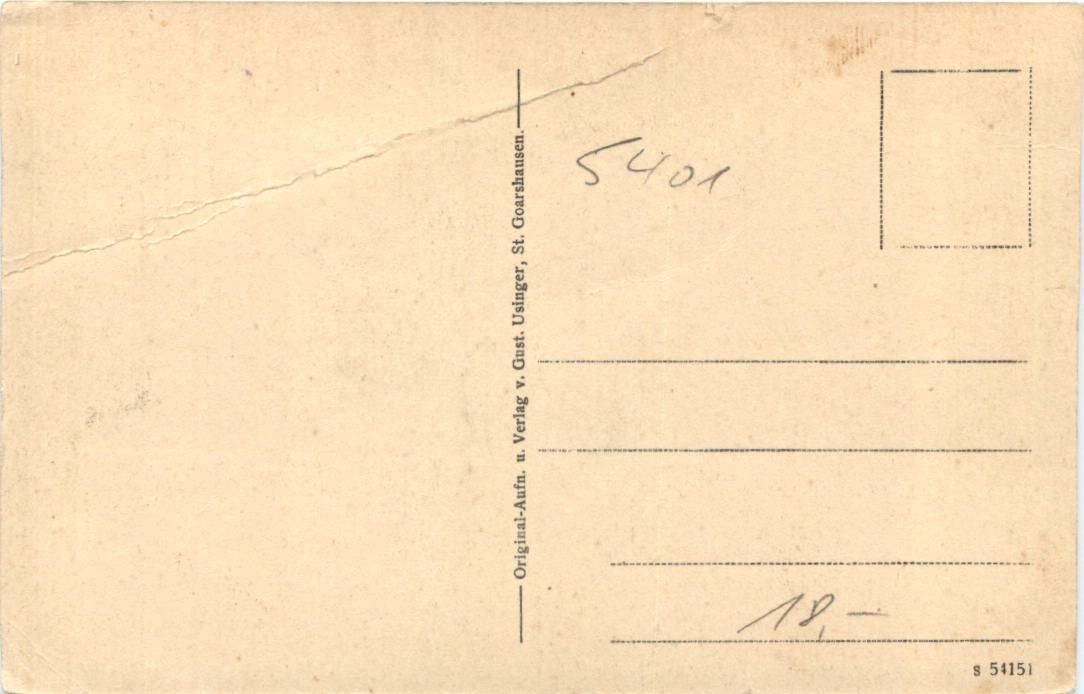 Original-Aufn. u. Verlag v. Gust. Usinger, St. Goarshausen.
5401
18,—
s 54151